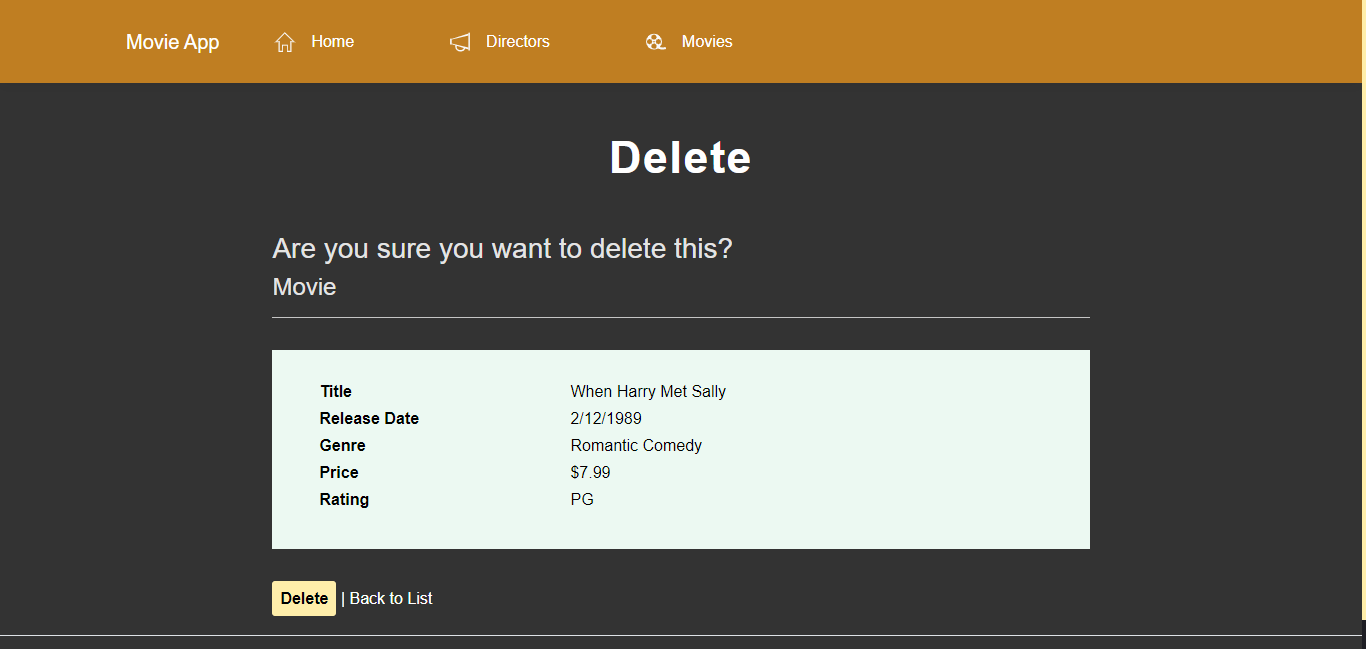 Movie App Home Directors Movies
Delete
Are you sure you want to delete this?
Movie
Title When Harry Met Sally
Release Date 2/12/1989
Genre Romantic Comedy
Price $7.99
Rating PG
Delete | Back to List